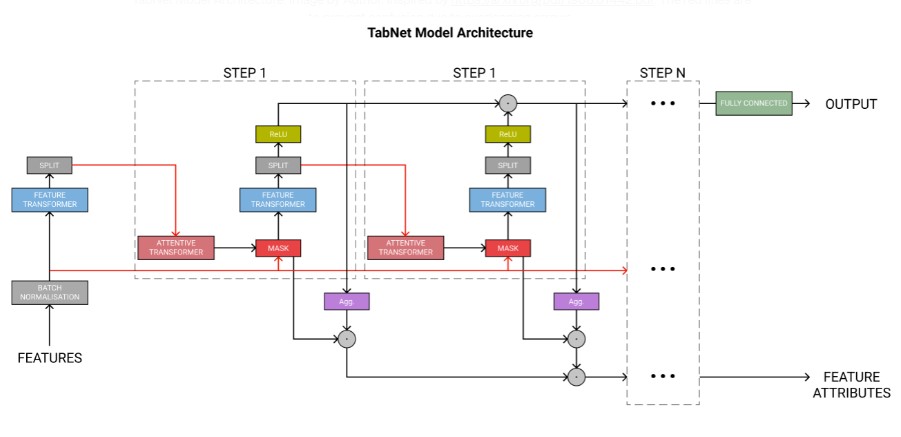 TabNet Model Architecture
STEP 1
STEP 1
STEP N
FULLY CONNECTED
OUTPUT
ReLU
ReLU
SPLIT
SPLIT
SPLIT
FEATURE
TRANSFORMER
FEATURE
TRANSFORMER
FEATURE
TRANSFORMER
ATTENTIVE
TRANSFORMER
MASK
ATTENTIVE
TRANSFORMER
MASK
BATCH
NORMALISATION
Agg.
Agg.
FEATURES
FEATURE
ATTRIBUTES